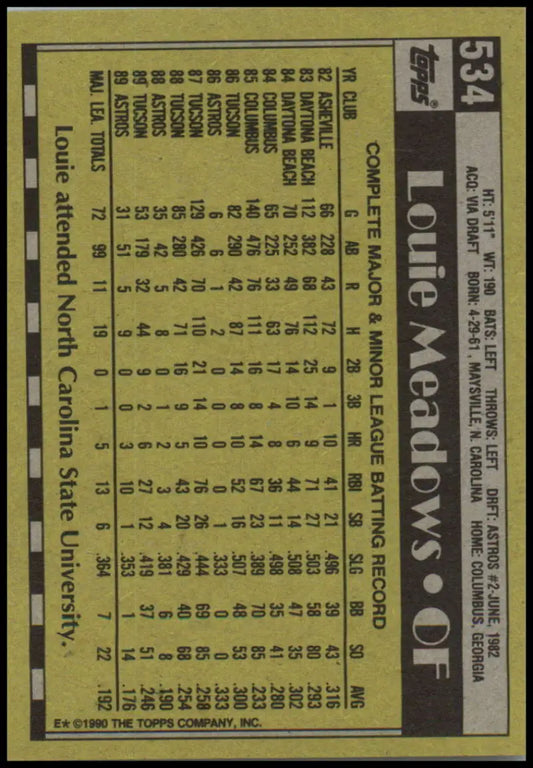 534
topps®
HT: 5'11" WT: 190 BATS: LEFT THROWS: LEFT DRFT: ASTROS #2-JUNE, 1982
ACQ: VIA DRAFT BORN: 4-29-61, MAYSVILLE, N. CAROLINA HOME: COLUMBUS, GEORGIA
Louie Meadows • OF
COMPLETE MAJOR & MINOR LEAGUE BATTING RECORD
YR CLUB G AB R H 2B 3B HR RBI SB SLG BB SO AVG
82 ASHEVILLE 66 228 43 72 9 1 10 41 21 .496 39 43 .316
83 DAYTONA BEACH 112 382 68 112 25 14 9 71 27 .503 58 80 .293
84 DAYTONA BEACH 70 252 49 76 14 10 6 44 14 .508 47 35 .302
84 COLUMBUS 65 225 33 63 17 4 8 36 11 .498 35 41 .280
85 COLUMBUS 140 476 76 111 16 8 14 67 23 .389 70 85 .233
86 TUCSON 82 290 42 87 14 8 10 52 16 .507 48 53 .300
86 ASTROS 6 6 1 2 0 0 0 0 1 .333 0 0 .333
87 TUCSON 129 426 70 110 21 14 10 76 26 .444 69 85 .258
88 TUCSON 85 280 42 71 16 9 5 43 20 .429 40 68 .254
88 ASTROS 35 42 5 8 0 1 2 3 4 .381 6 8 .190
89 TUCSON 53 179 32 44 9 2 6 27 12 .419 37 51 .246
89 ASTROS 31 51 5 9 0 0 3 10 1 .353 1 14 .176
MAJ. LEA. TOTALS 72 99 11 19 0 1 5 13 6 .364 7 22 .192
Louie attended North Carolina State University.
E* ©1990 THE TOPPS COMPANY, INC.